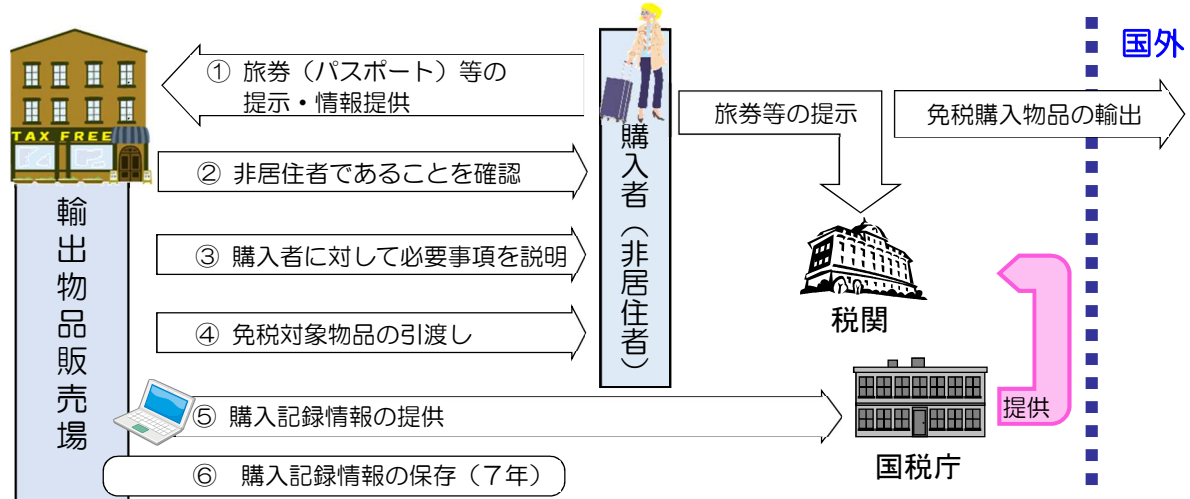 国外
① 旅券(パスポート)等の
提示・情報提供
旅券等の提示
免税購入物品の輸出
TAX FREE
② 非居住者であることを確認
購入者(非居住者)
輸出物品販売場
③ 購入者に対して必要事項を説明
④ 免税対象物品の引渡し
税関
⑤ 購入記録情報の提供
提供
国税庁
⑥ 購入記録情報の保存(7年)